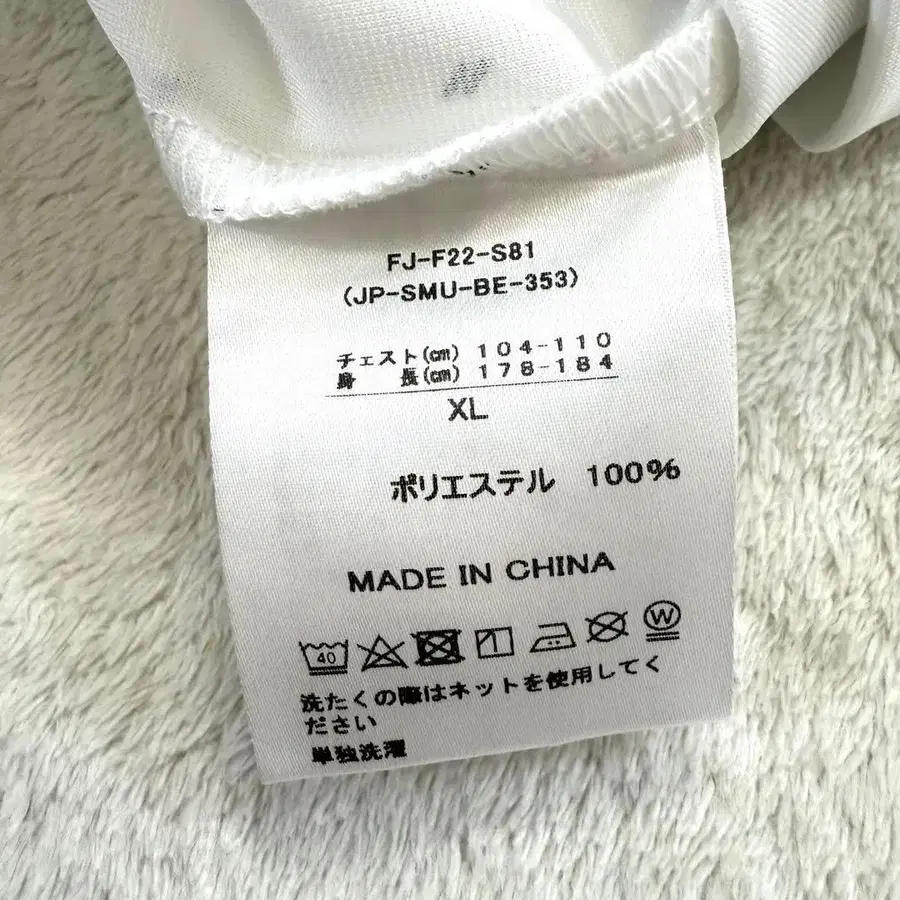 FJ-F22-S81
(JP-SMU-BE-353)
チェスト(cm) 104-110
身 長(cm) 178-184
XL
ポリエステル 100%
MADE IN CHINA
40 W
洗たくの際はネットを使用してく
ださい
単独洗濯